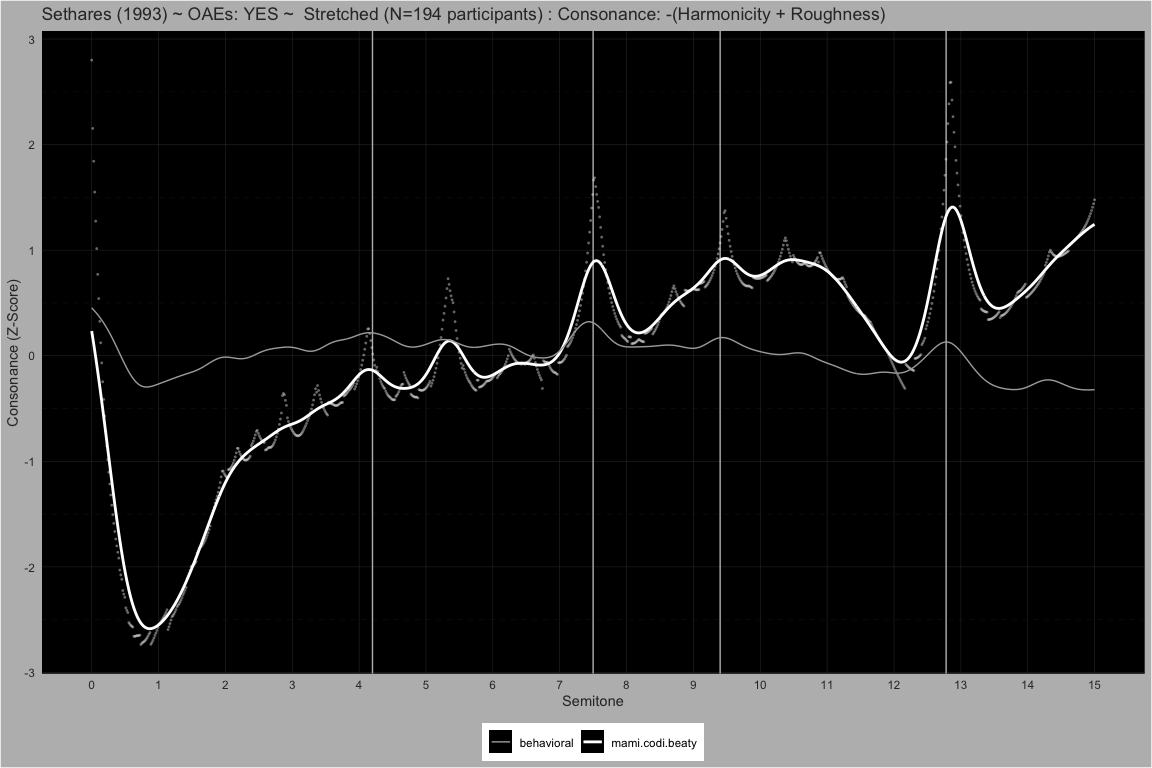 Sethares (1993) ~ OAEs: YES ~  Stretched (N=194 participants) : Consonance: -(Harmonicity + Roughness)
3
2
1
0
-1
-2
-3
Consonance (Z-Score)
0 1 2 3 4 5 6 7 8 9 10 11 12 13 14 15
Semitone
behavioral mami.codi.beaty